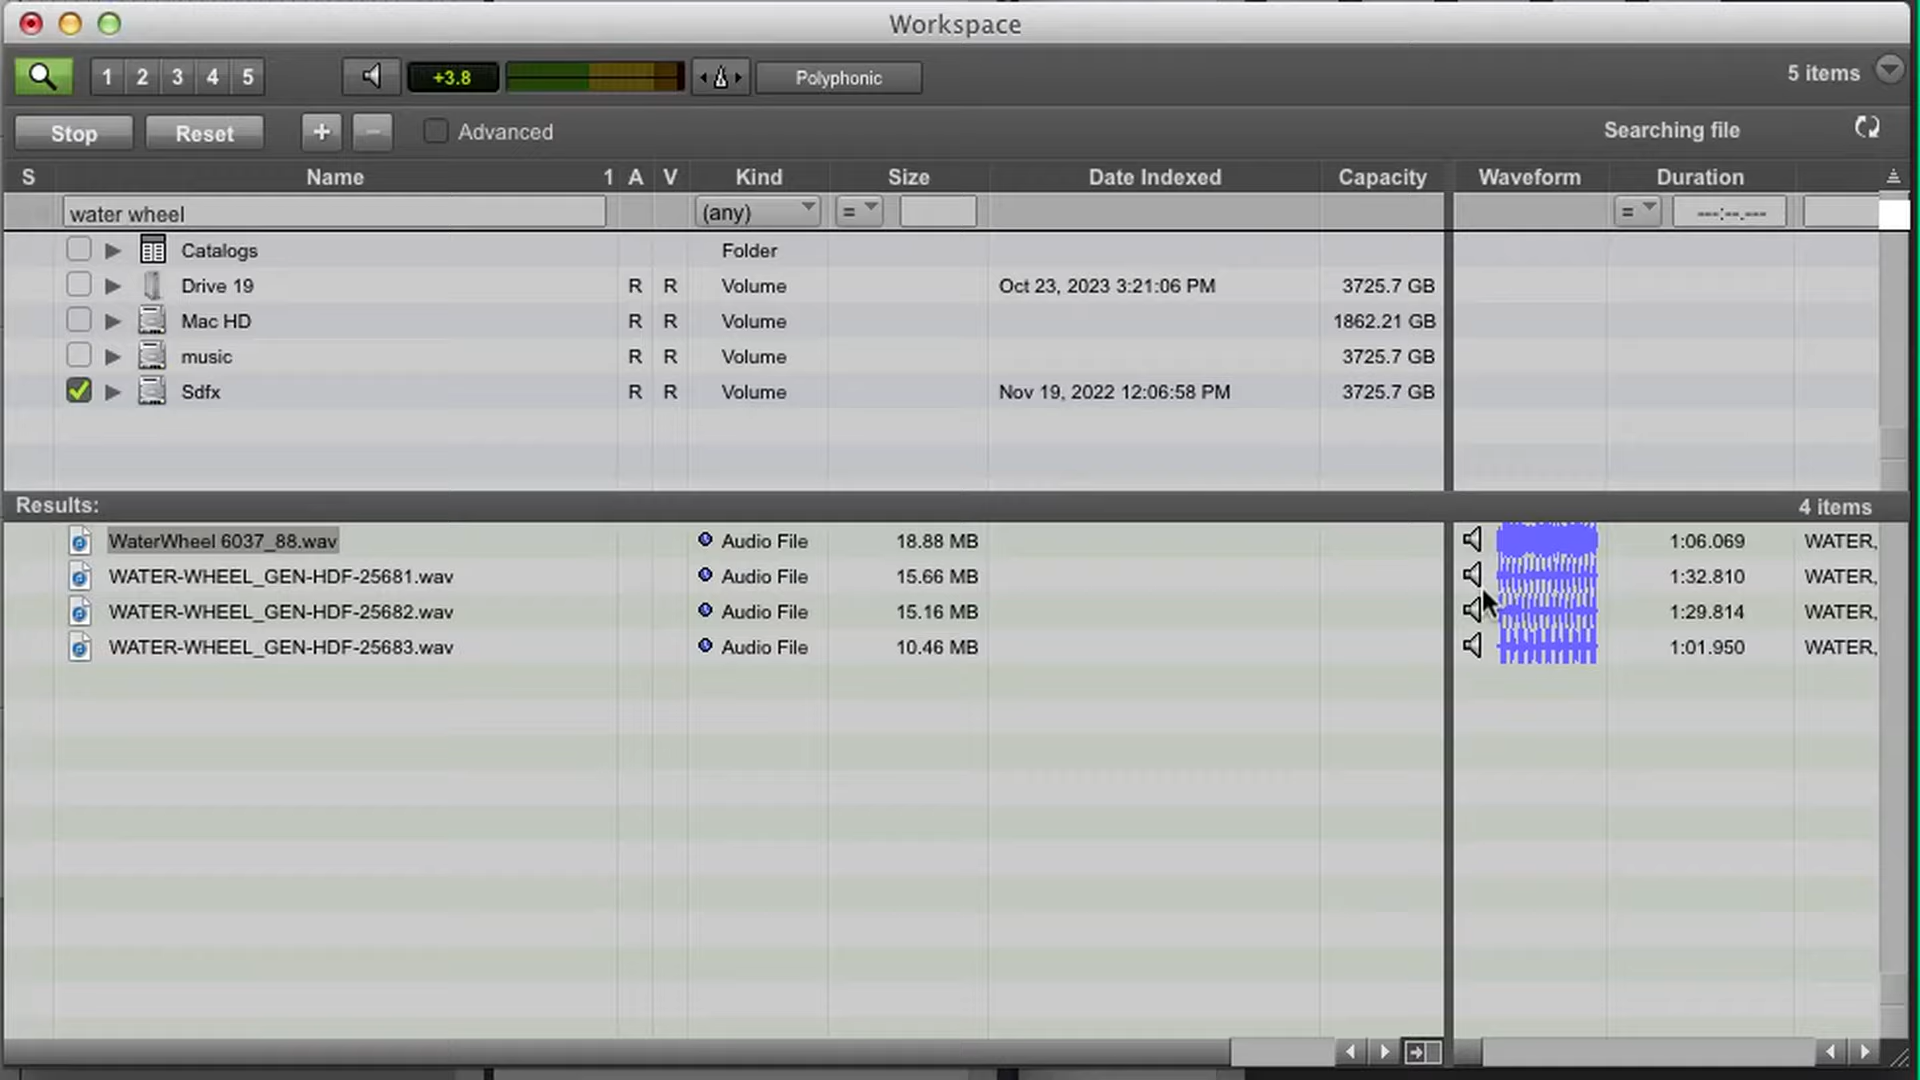 Workspace
1 2 3 4 5 +3.8 Polyphonic 5 items
Stop Reset + − Advanced Searching file
S Name 1 A V Kind Size Date Indexed Capacity Waveform Duration
water wheel (any) = = ---:--.---
Catalogs Folder
Drive 19 R R Volume Oct 23, 2023 3:21:06 PM 3725.7 GB
Mac HD R R Volume 1862.21 GB
music R R Volume 3725.7 GB
Sdfx R R Volume Nov 19, 2022 12:06:58 PM 3725.7 GB
Results: 4 items
WaterWheel 6037_88.wav Audio File 18.88 MB 1:06.069 WATER,
WATER-WHEEL_GEN-HDF-25681.wav Audio File 15.66 MB 1:32.810 WATER,
WATER-WHEEL_GEN-HDF-25682.wav Audio File 15.16 MB 1:29.814 WATER,
WATER-WHEEL_GEN-HDF-25683.wav Audio File 10.46 MB 1:01.950 WATER,